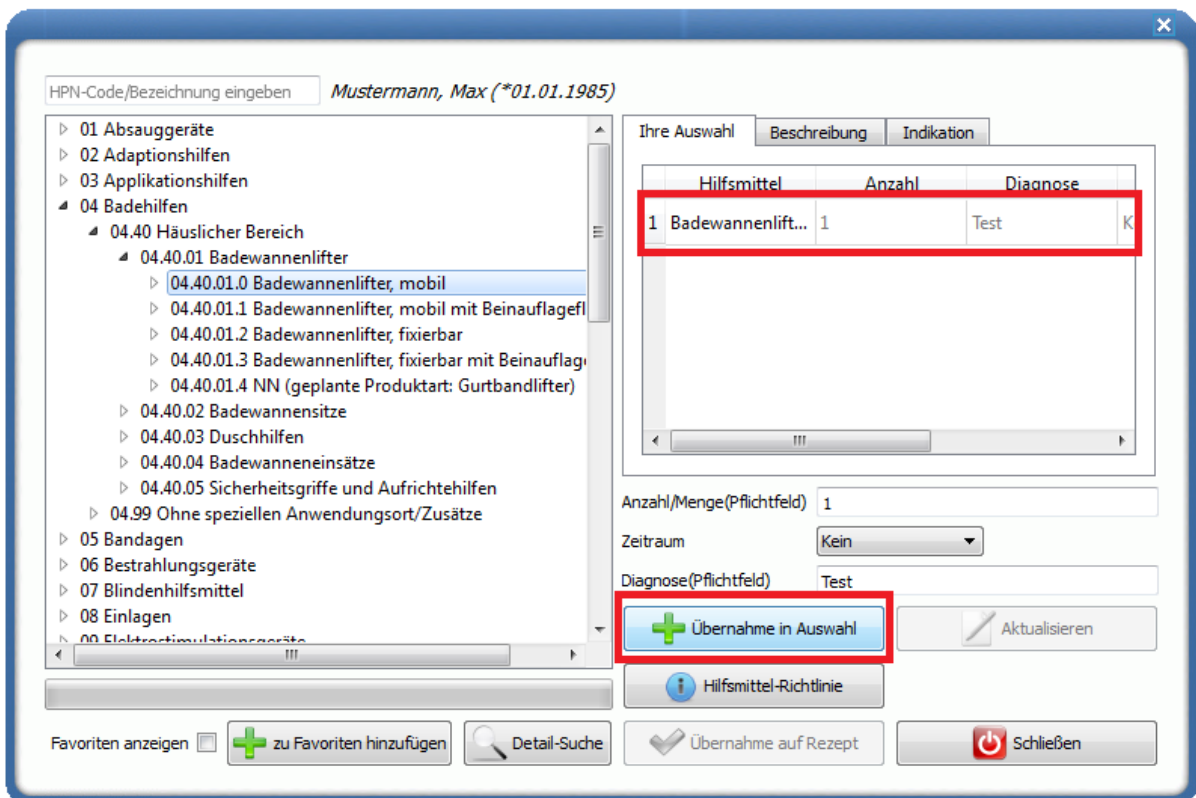 HPN-Code/Bezeichnung eingeben
Mustermann, Max (*01.01.1985)
01 Absauggeräte
02 Adaptionshilfen
03 Applikationshilfen
04 Badehilfen
04.40 Häuslicher Bereich
04.40.01 Badewannenlifter
04.40.01.0 Badewannenlifter, mobil
04.40.01.1 Badewannenlifter, mobil mit Beinauflagefl
04.40.01.2 Badewannenlifter, fixierbar
04.40.01.3 Badewannenlifter, fixierbar mit Beinauflag
04.40.01.4 NN (geplante Produktart: Gurtbandlifter)
04.40.02 Badewannensitze
04.40.03 Duschhilfen
04.40.04 Badewanneneinsätze
04.40.05 Sicherheitsgriffe und Aufrichtehilfen
04.99 Ohne speziellen Anwendungsort/Zusätze
05 Bandagen
06 Bestrahlungsgeräte
07 Blindenhilfsmittel
08 Einlagen
09 Elektrostimulationsgeräte
Favoriten anzeigen
zu Favoriten hinzufügen
Detail-Suche
Ihre Auswahl Beschreibung Indikation
Hilfsmittel Anzahl Diagnose
1 Badewannenlift... 1 Test K
Anzahl/Menge(Pflichtfeld) 1
Zeitraum Kein
Diagnose(Pflichtfeld) Test
Übernahme in Auswahl
Aktualisieren
Hilfsmittel-Richtlinie
Übernahme auf Rezept
Schließen